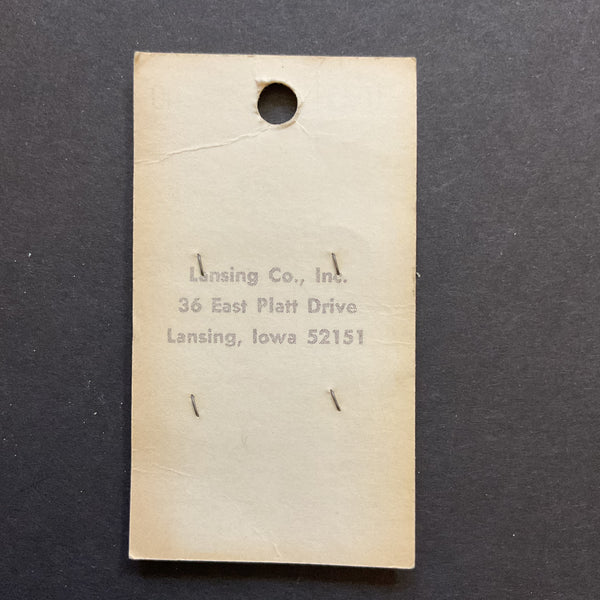 Lansing Co., Inc.
36 East Platt Drive
Lansing, Iowa 52151